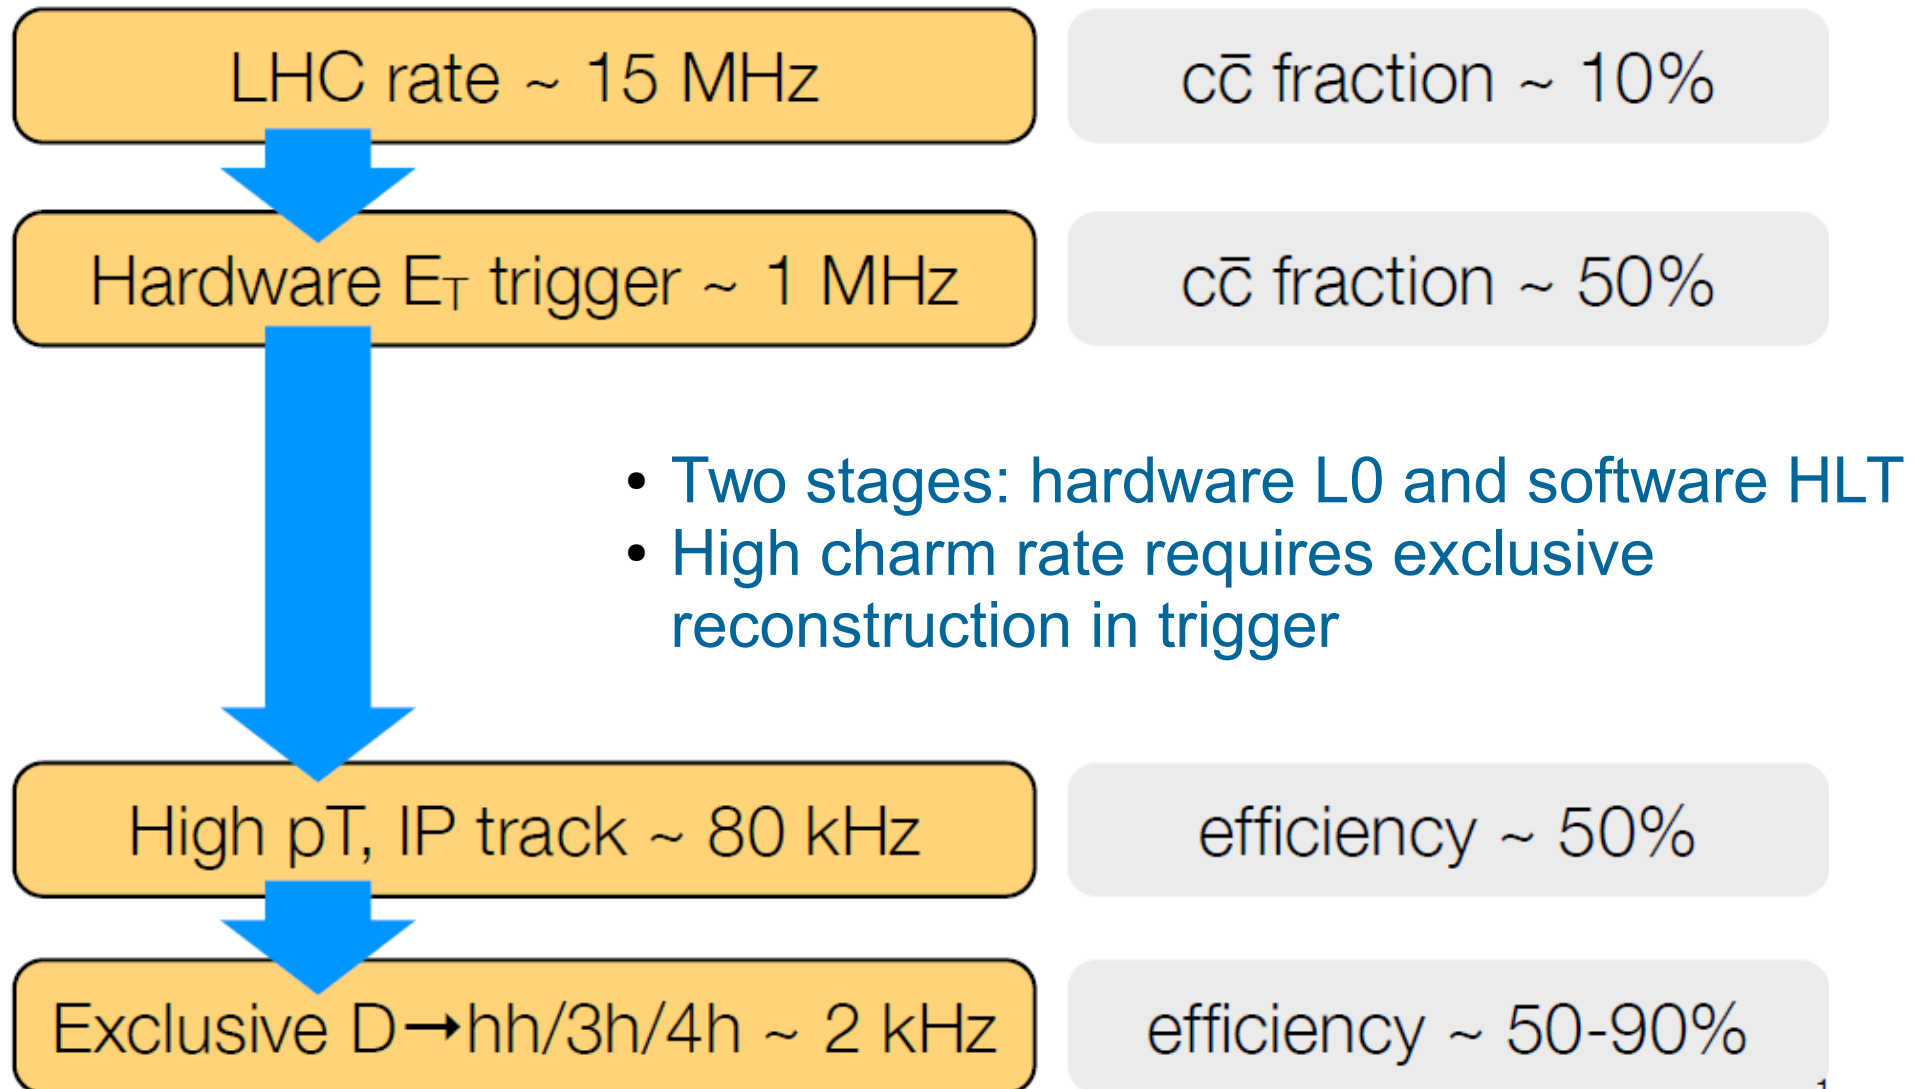 LHC rate ~ 15 MHz
cc̄ fraction ~ 10%
Hardware E_T trigger ~ 1 MHz
cc̄ fraction ~ 50%
• Two stages: hardware L0 and software HLT
• High charm rate requires exclusive
reconstruction in trigger
High pT, IP track ~ 80 kHz
efficiency ~ 50%
Exclusive D→hh/3h/4h ~ 2 kHz
efficiency ~ 50-90%